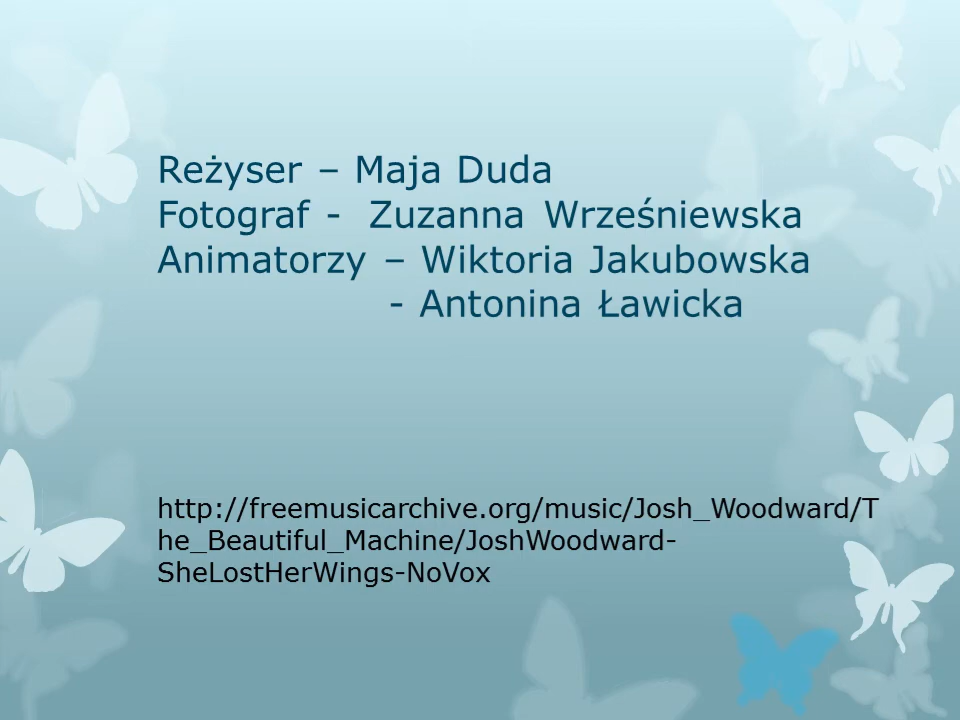 Reżyser – Maja Duda
Fotograf -  Zuzanna Wrześniewska
Animatorzy – Wiktoria Jakubowska
- Antonina Ławicka
http://freemusicarchive.org/music/Josh_Woodward/T
he_Beautiful_Machine/JoshWoodward-
SheLostHerWings-NoVox